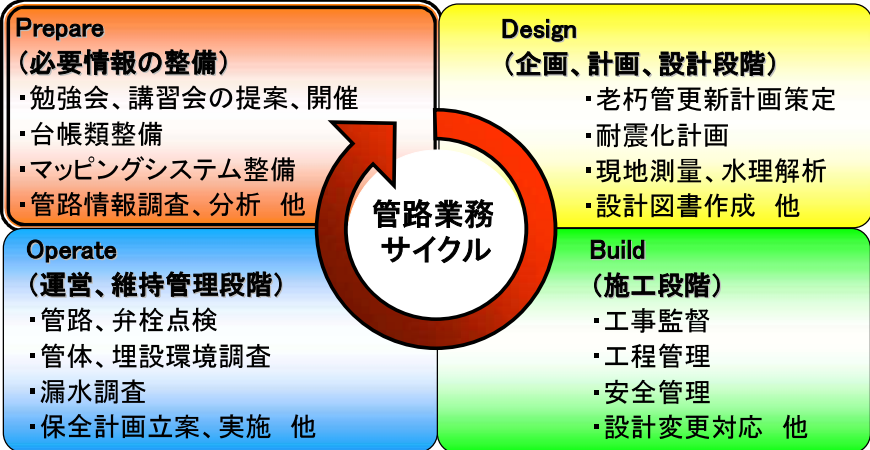 Prepare
(必要情報の整備)
・勉強会、講習会の提案、開催
・台帳類整備
・マッピングシステム整備
・管路情報調査、分析　他
Design
(企画、計画、設計段階)
・老朽管更新計画策定
・耐震化計画
・現地測量、水理解析
・設計図書作成　他
管路業務
サイクル
Operate
(運営、維持管理段階)
・管路、弁栓点検
・管体、埋設環境調査
・漏水調査
・保全計画立案、実施　他
Build
(施工段階)
・工事監督
・工程管理
・安全管理
・設計変更対応　他